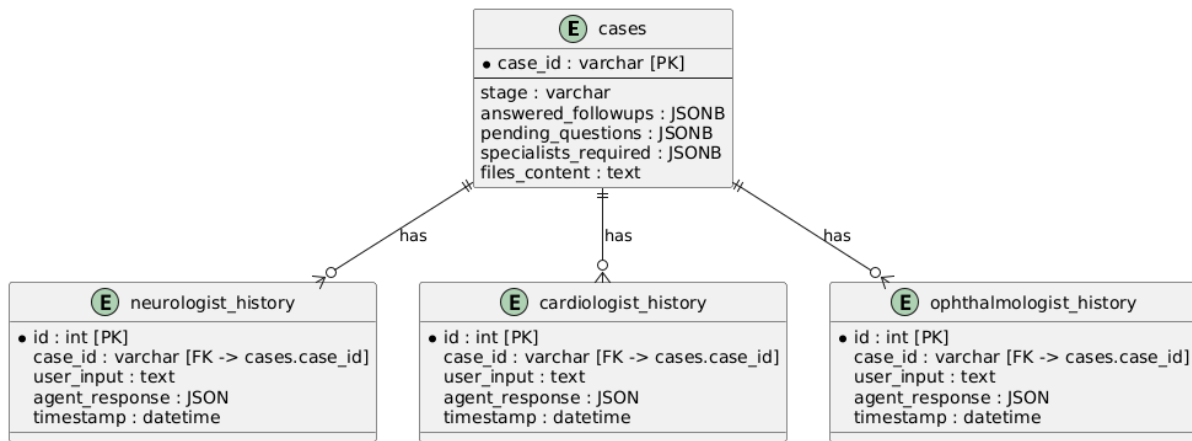 E cases
* case_id : varchar [PK]
stage : varchar
answered_followups : JSONB
pending_questions : JSONB
specialists_required : JSONB
files_content : text
has
has
has
E neurologist_history
* id : int [PK]
case_id : varchar [FK -> cases.case_id]
user_input : text
agent_response : JSON
timestamp : datetime
E cardiologist_history
* id : int [PK]
case_id : varchar [FK -> cases.case_id]
user_input : text
agent_response : JSON
timestamp : datetime
E ophthalmologist_history
* id : int [PK]
case_id : varchar [FK -> cases.case_id]
user_input : text
agent_response : JSON
timestamp : datetime